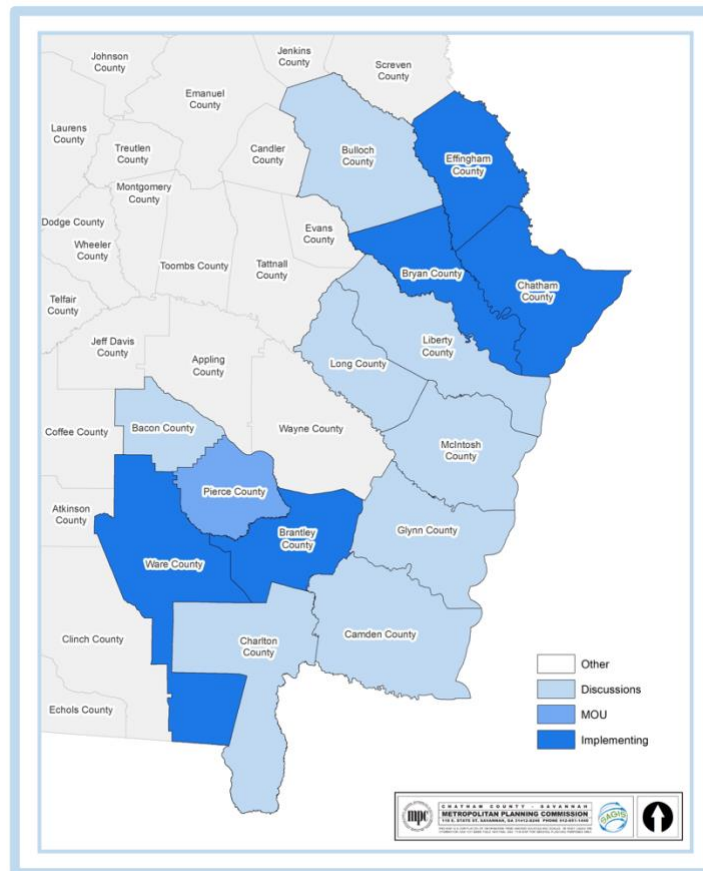 Johnson
County
Jenkins
County
Screven
County
Emanuel
County
Laurens
County
Treutlen
County
Candler
County
Bulloch
County
Effingham
County
Montgomery
County
Dodge County
Wheeler
County
Toombs County
Tattnall
County
Evans
County
Bryan County
Chatham
County
Telfair
County
Jeff Davis
County
Appling
County
Long County
Liberty
County
Coffee County
Bacon County
Wayne County
McIntosh
County
Pierce County
Atkinson
County
Brantley
County
Glynn County
Ware County
Clinch County
Charlton
County
Camden County
Echols County
Other
Discussions
MOU
Implementing
mpc
CHATHAM COUNTY - SAVANNAH
METROPOLITAN PLANNING COMMISSION
SAGIS